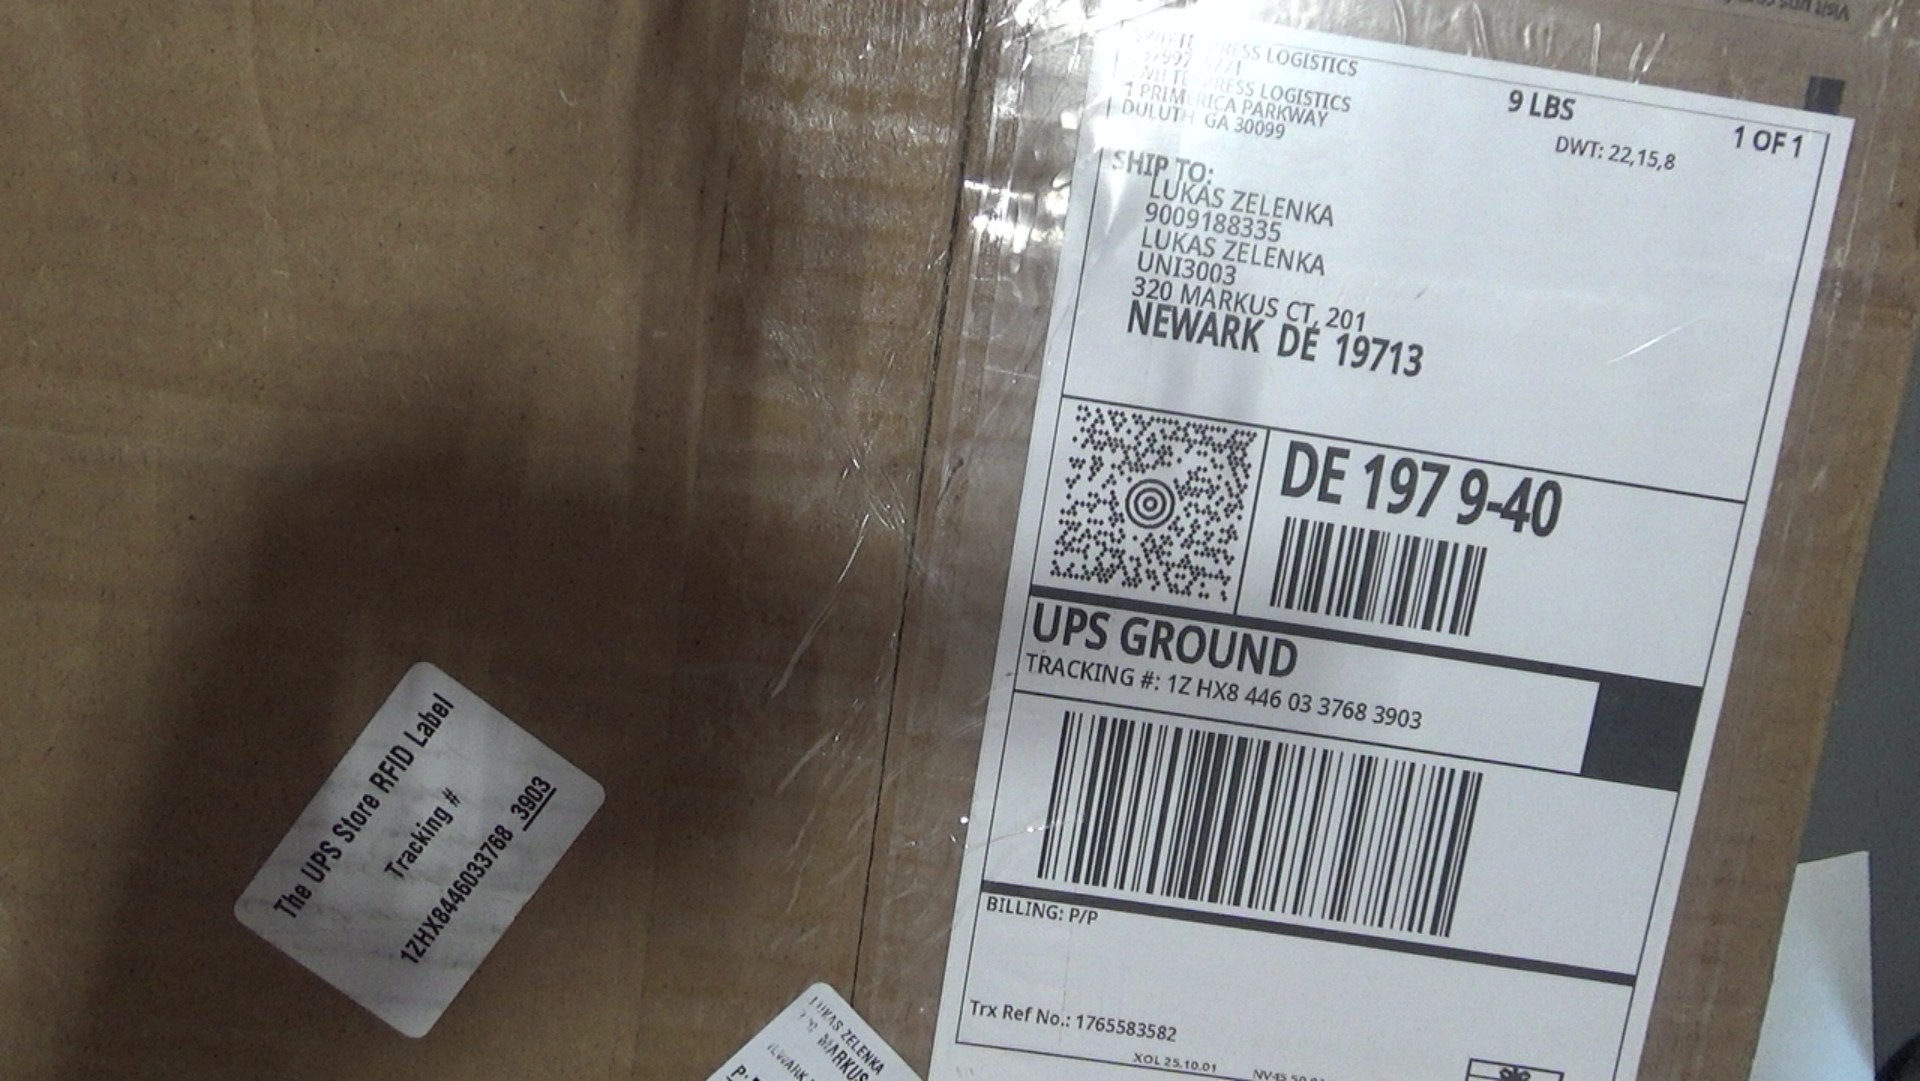 PRESS LOGISTICS
PRESS LOGISTICS
1 PRIMERICA PARKWAY
DULUTH GA 30099
9 LBS
1 OF 1
DWT: 22,15,8
SHIP TO:
LUKAS ZELENKA
9009188335
LUKAS ZELENKA
UNI3003
320 MARKUS CT, 201
NEWARK DE 19713
DE 197 9-40
UPS GROUND
TRACKING #: 1Z HX8 446 03 3768 3903
BILLING: P/P
Trx Ref No.: 1765583582
XOL 25.10.01
The UPS Store RFID Label
Tracking #
1ZHX8446033768 3903
LUKAS ZELENKA
MARKUS